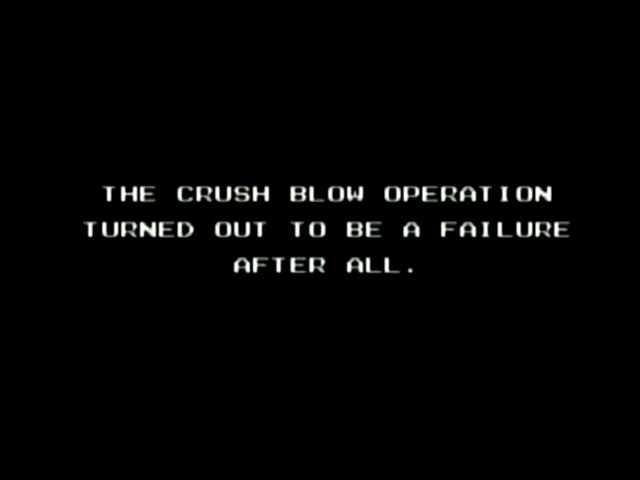 THE CRUSH BLOW OPERATION
TURNED OUT TO BE A FAILURE
AFTER ALL.